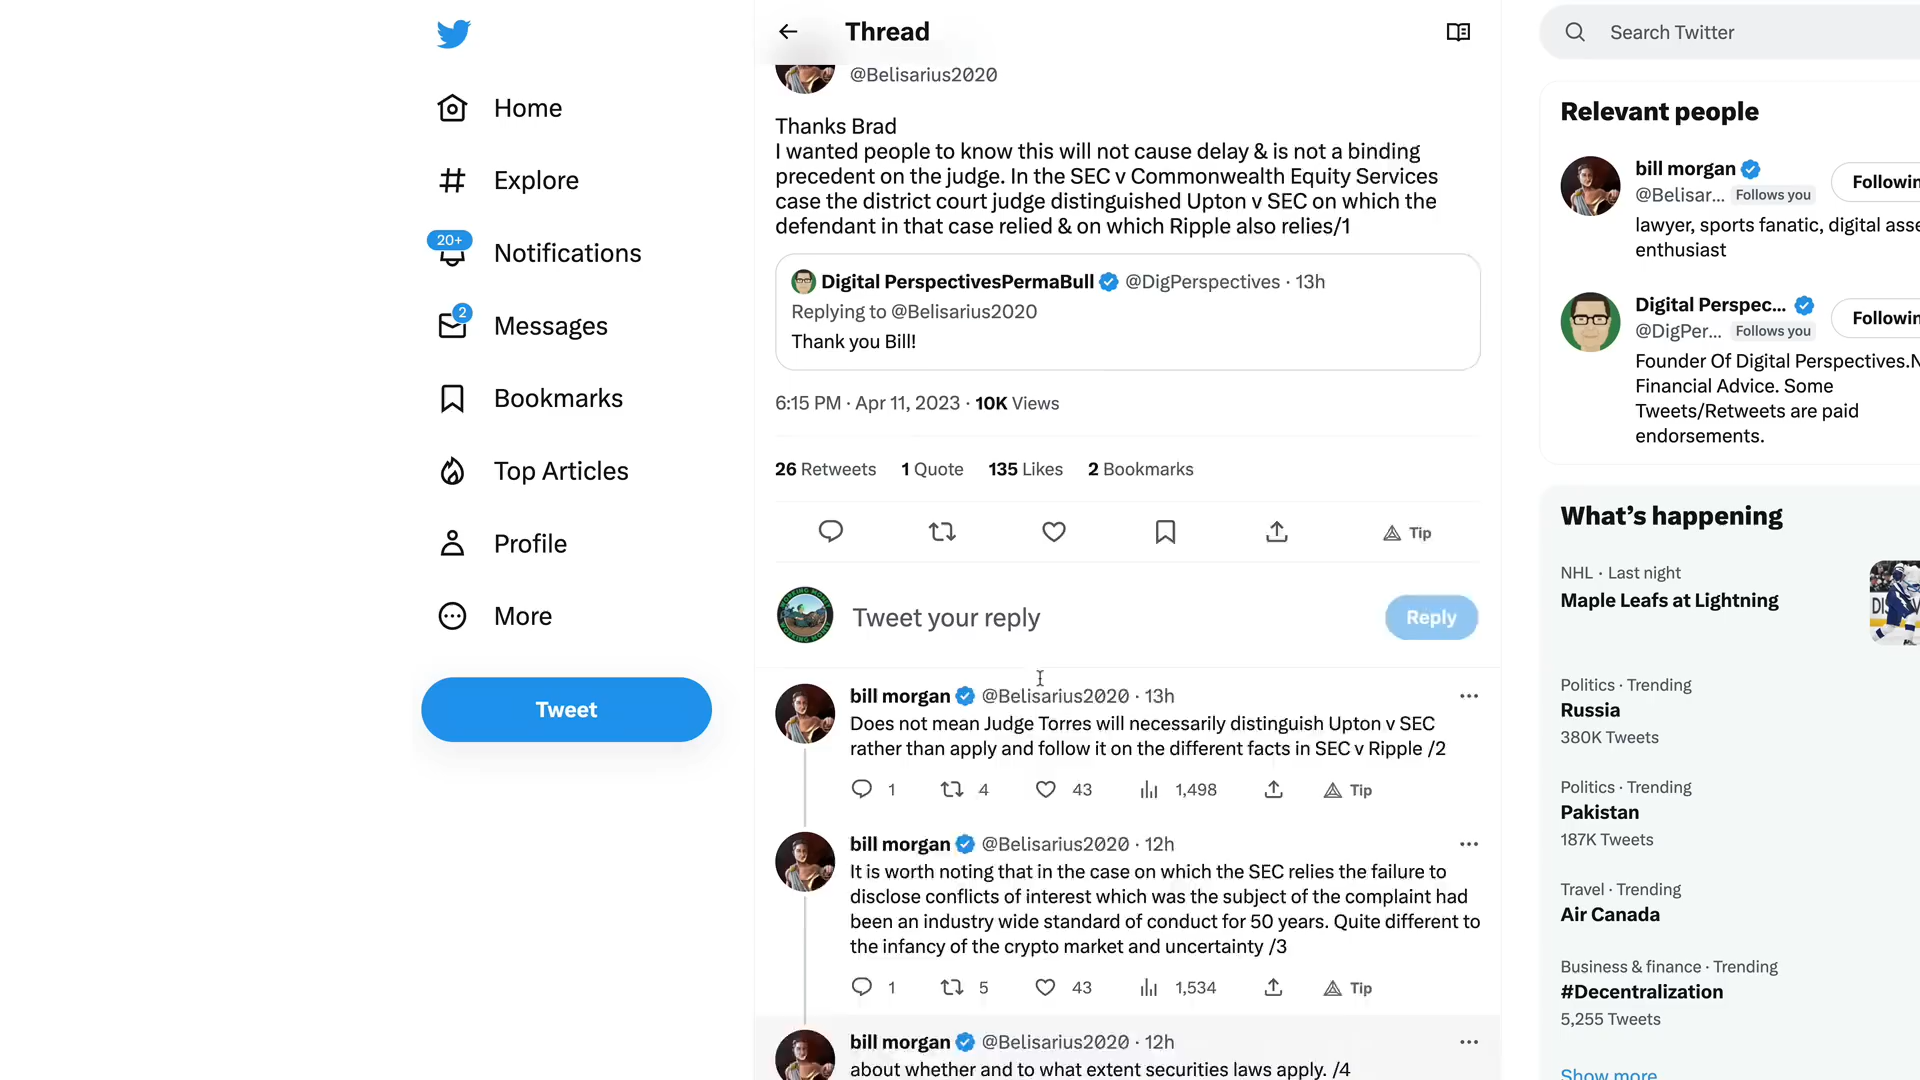 Home
Explore
20+
Notifications
2
Messages
Bookmarks
Top Articles
Profile
More
Tweet
Thread
@Belisarius2020
Thanks Brad
I wanted people to know this will not cause delay & is not a binding
precedent on the judge. In the SEC v Commonwealth Equity Services
case the district court judge distinguished Upton v SEC on which the
defendant in that case relied & on which Ripple also relies/1
Digital PerspectivesPermaBull @DigPerspectives · 13h
Replying to @Belisarius2020
Thank you Bill!
6:15 PM · Apr 11, 2023 · 10K Views
26 Retweets 1 Quote 135 Likes 2 Bookmarks
Tip
Tweet your reply
Reply
bill morgan @Belisarius2020 · 13h
Does not mean Judge Torres will necessarily distinguish Upton v SEC
rather than apply and follow it on the different facts in SEC v Ripple /2
1 4 43 1,498 Tip
bill morgan @Belisarius2020 · 12h
It is worth noting that in the case on which the SEC relies the failure to
disclose conflicts of interest which was the subject of the complaint had
been an industry wide standard of conduct for 50 years. Quite different to
the infancy of the crypto market and uncertainty /3
1 5 43 1,534 Tip
bill morgan @Belisarius2020 · 12h
about whether and to what extent securities laws apply. /4
Search Twitter
Relevant people
bill morgan
@Belisar... Follows you
Followin
lawyer, sports fanatic, digital asse
enthusiast
Digital Perspec...
@DigPer... Follows you
Followin
Founder Of Digital Perspectives.N
Financial Advice. Some
Tweets/Retweets are paid
endorsements.
What's happening
NHL · Last night
Maple Leafs at Lightning
Politics · Trending
Russia
380K Tweets
Politics · Trending
Pakistan
187K Tweets
Travel · Trending
Air Canada
Business & finance · Trending
#Decentralization
5,255 Tweets
Show more